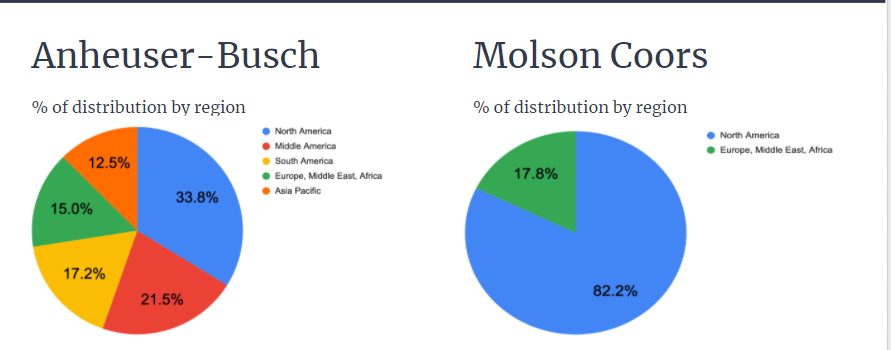 Anheuser-Busch
% of distribution by region
North America
Middle America
South America
Europe, Middle East, Africa
Asia Pacific
12.5%
33.8%
15.0%
17.2%
21.5%
Molson Coors
% of distribution by region
North America
Europe, Middle East, Africa
17.8%
82.2%